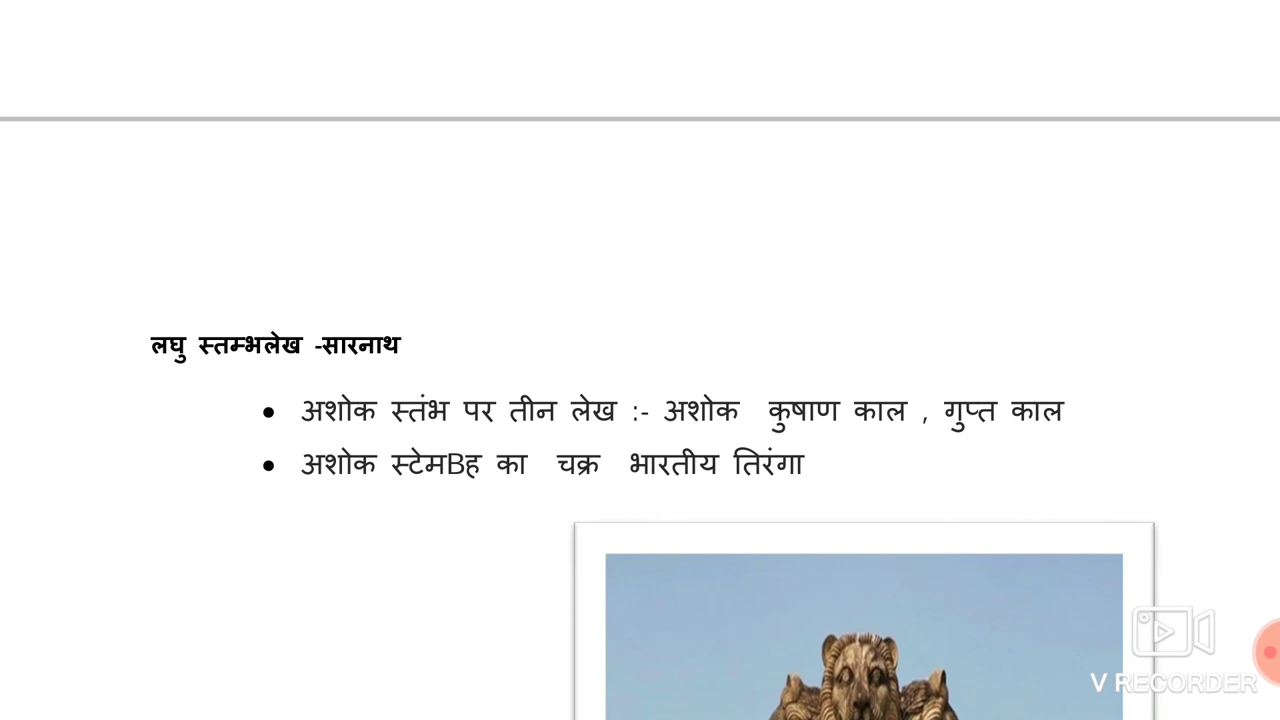 लघु स्तम्भलेख -सारनाथ
• अशोक स्तंभ पर तीन लेख :- अशोक कुषाण काल , गुप्त काल
• अशोक स्टेमBह का चक्र भारतीय तिरंगा
V RECORDER